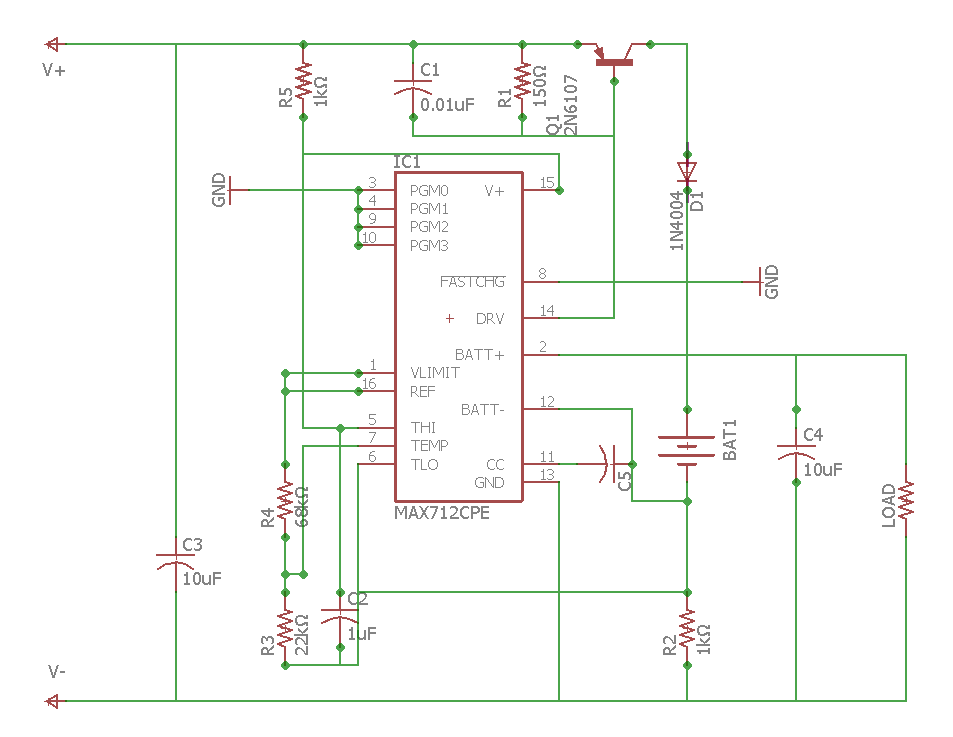 V+
R5
1kΩ
C1
0.01uF
R1
150Ω
Q1
2N6107
IC1
GND
3
PGM0
V+
15
4
PGM1
9
PGM2
10
PGM3
D1
1N4004
FASTCHG
8
GND
+
DRV
14
BATT+
2
1
VLIMIT
16
REF
BATT-
12
5
THI
7
TEMP
6
TLO
CC
11
GND
13
C5
BAT1
C4
10uF
LOAD
MAX712CPE
R4
68kΩ
C3
10uF
C2
1uF
R3
22kΩ
R2
1kΩ
V-